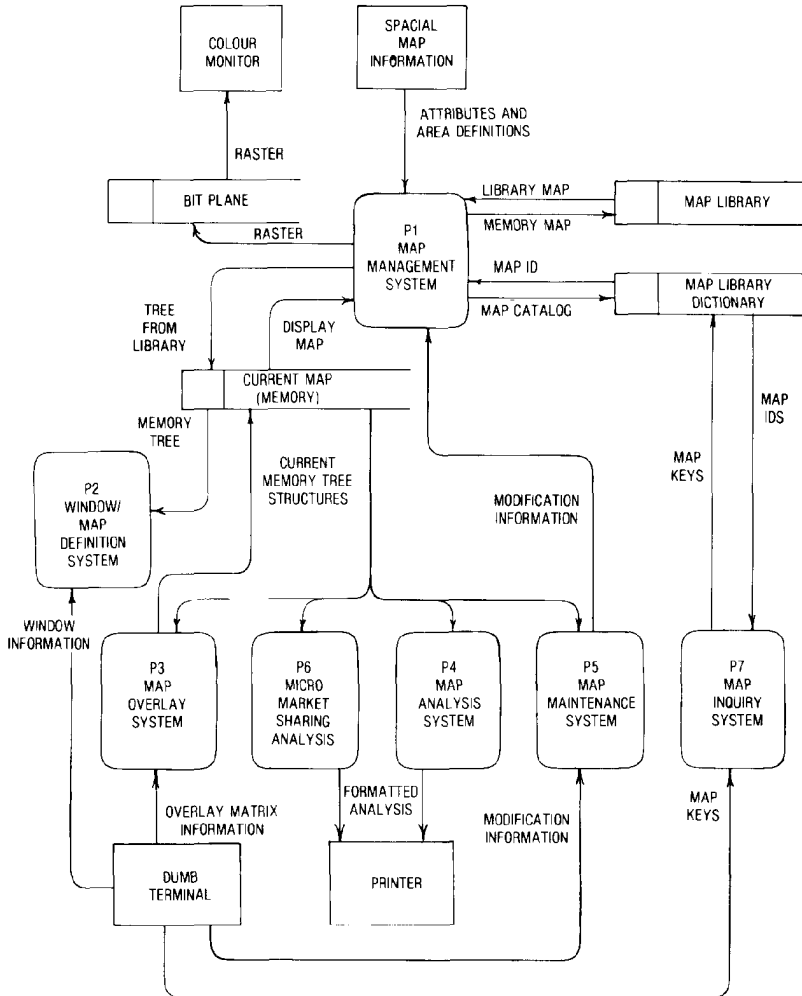 COLOUR
MONITOR
SPACIAL
MAP
INFORMATION
ATTRIBUTES AND
AREA DEFINITIONS
RASTER
BIT PLANE
RASTER
P1
MAP
MANAGEMENT
SYSTEM
LIBRARY MAP
MEMORY MAP
MAP LIBRARY
MAP ID
MAP CATALOG
MAP LIBRARY
DICTIONARY
TREE
FROM
LIBRARY
DISPLAY
MAP
CURRENT MAP
(MEMORY)
MEMORY
TREE
MAP
IDS
MAP
KEYS
CURRENT
MEMORY TREE
STRUCTURES
MODIFICATION
INFORMATION
P2
WINDOW/
MAP
DEFINITION
SYSTEM
WINDOW
INFORMATION
P3
MAP
OVERLAY
SYSTEM
P6
MICRO
MARKET
SHARING
ANALYSIS
P4
MAP
ANALYSIS
SYSTEM
P5
MAP
MAINTENANCE
SYSTEM
P7
MAP
INQUIRY
SYSTEM
OVERLAY MATRIX
INFORMATION
FORMATTED
ANALYSIS
MODIFICATION
INFORMATION
MAP
KEYS
DUMB
TERMINAL
PRINTER